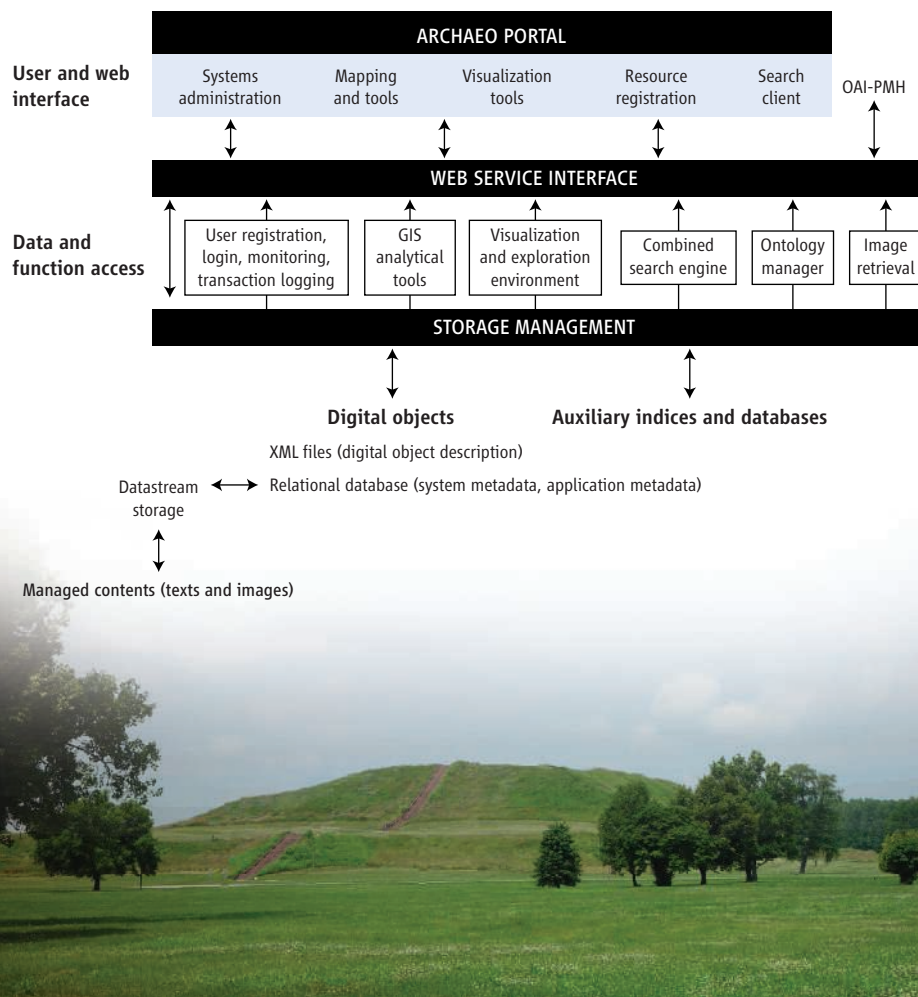 ARCHAEO PORTAL
User and web
interface
Systems
administration
Mapping
and tools
Visualization
tools
Resource
registration
Search
client
OAI-PMH
WEB SERVICE INTERFACE
Data and
function access
User registration,
login, monitoring,
transaction logging
GIS
analytical
tools
Visualization
and exploration
environment
Combined
search engine
Ontology
manager
Image
retrieval
STORAGE MANAGEMENT
Digital objects
Auxiliary indices and databases
XML files (digital object description)
Datastream
storage
Relational database (system metadata, application metadata)
Managed contents (texts and images)